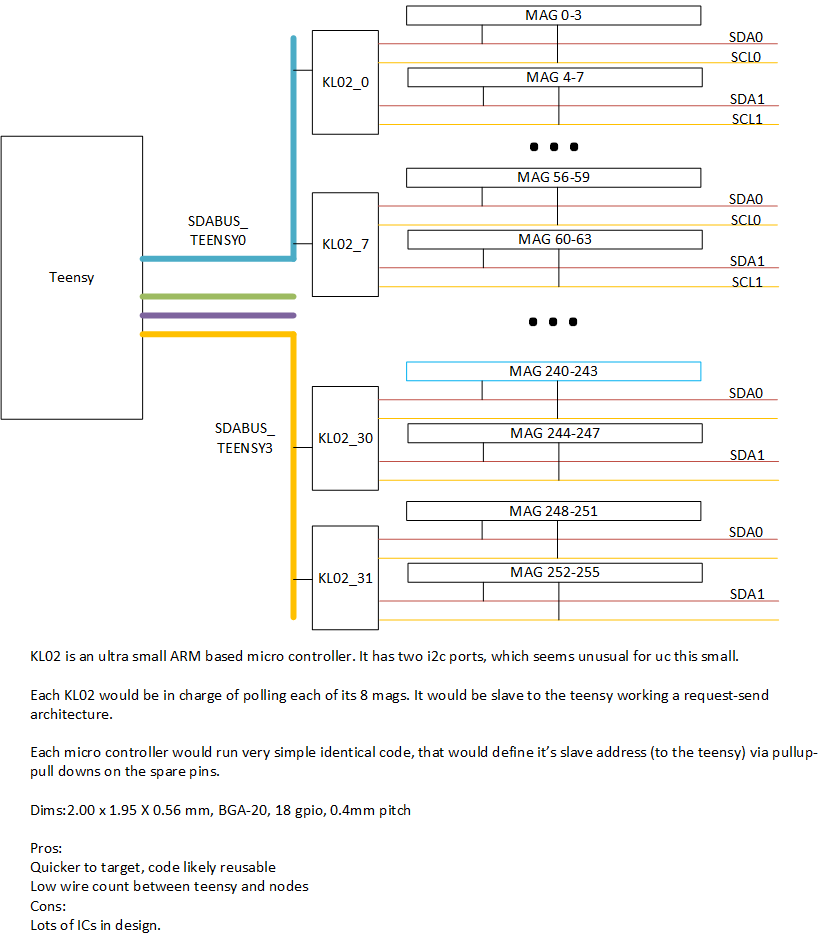 MAG 0-3
SDA0
SCL0
KL02_0
MAG 4-7
SDA1
SCL1
MAG 56-59
SDA0
SCL0
SDABUS_
TEENSY0
KL02_7
MAG 60-63
SDA1
SCL1
Teensy
MAG 240-243
SDA0
SDABUS_
TEENSY3
KL02_30
MAG 244-247
SDA1
MAG 248-251
SDA0
KL02_31
MAG 252-255
SDA1
KL02 is an ultra small ARM based micro controller. It has two i2c ports, which seems unusual for uc this small.
Each KL02 would be in charge of polling each of its 8 mags. It would be slave to the teensy working a request-send
architecture.
Each micro controller would run very simple identical code, that would define it’s slave address (to the teensy) via pullup-
pull downs on the spare pins.
Dims:2.00 x 1.95 X 0.56 mm, BGA-20, 18 gpio, 0.4mm pitch
Pros:
Quicker to target, code likely reusable
Low wire count between teensy and nodes
Cons:
Lots of ICs in design.